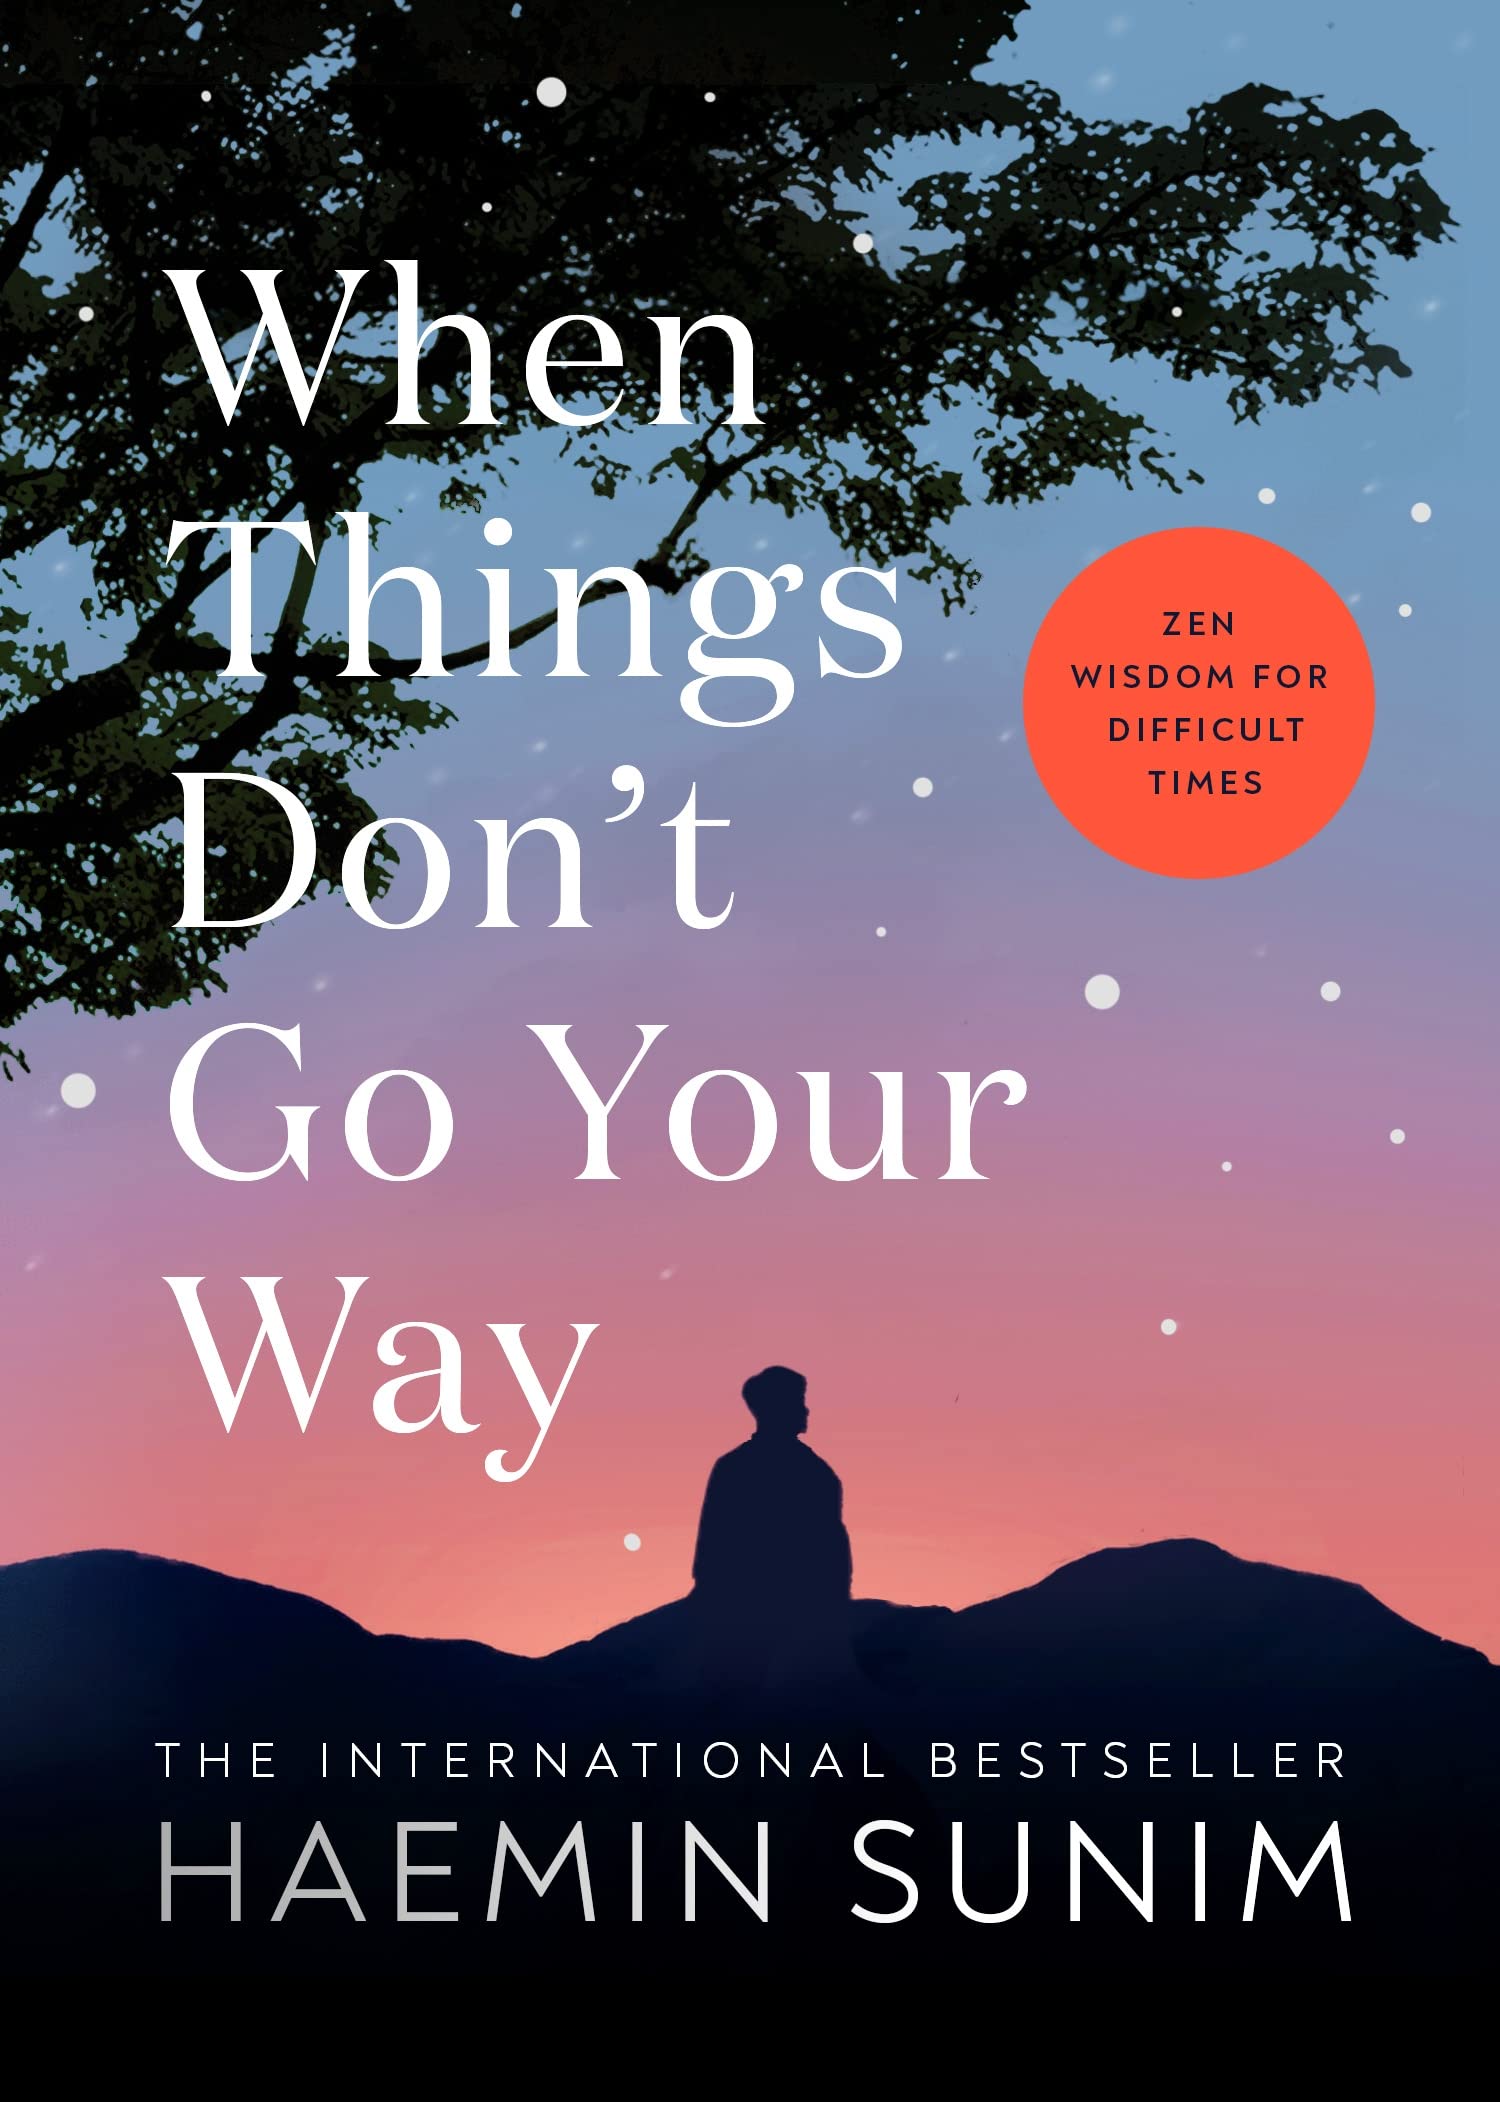 When
Things
Don’t
Go Your
Way
ZEN
WISDOM FOR
DIFFICULT
TIMES
THE INTERNATIONAL BESTSELLER
HAEMIN SUNIM